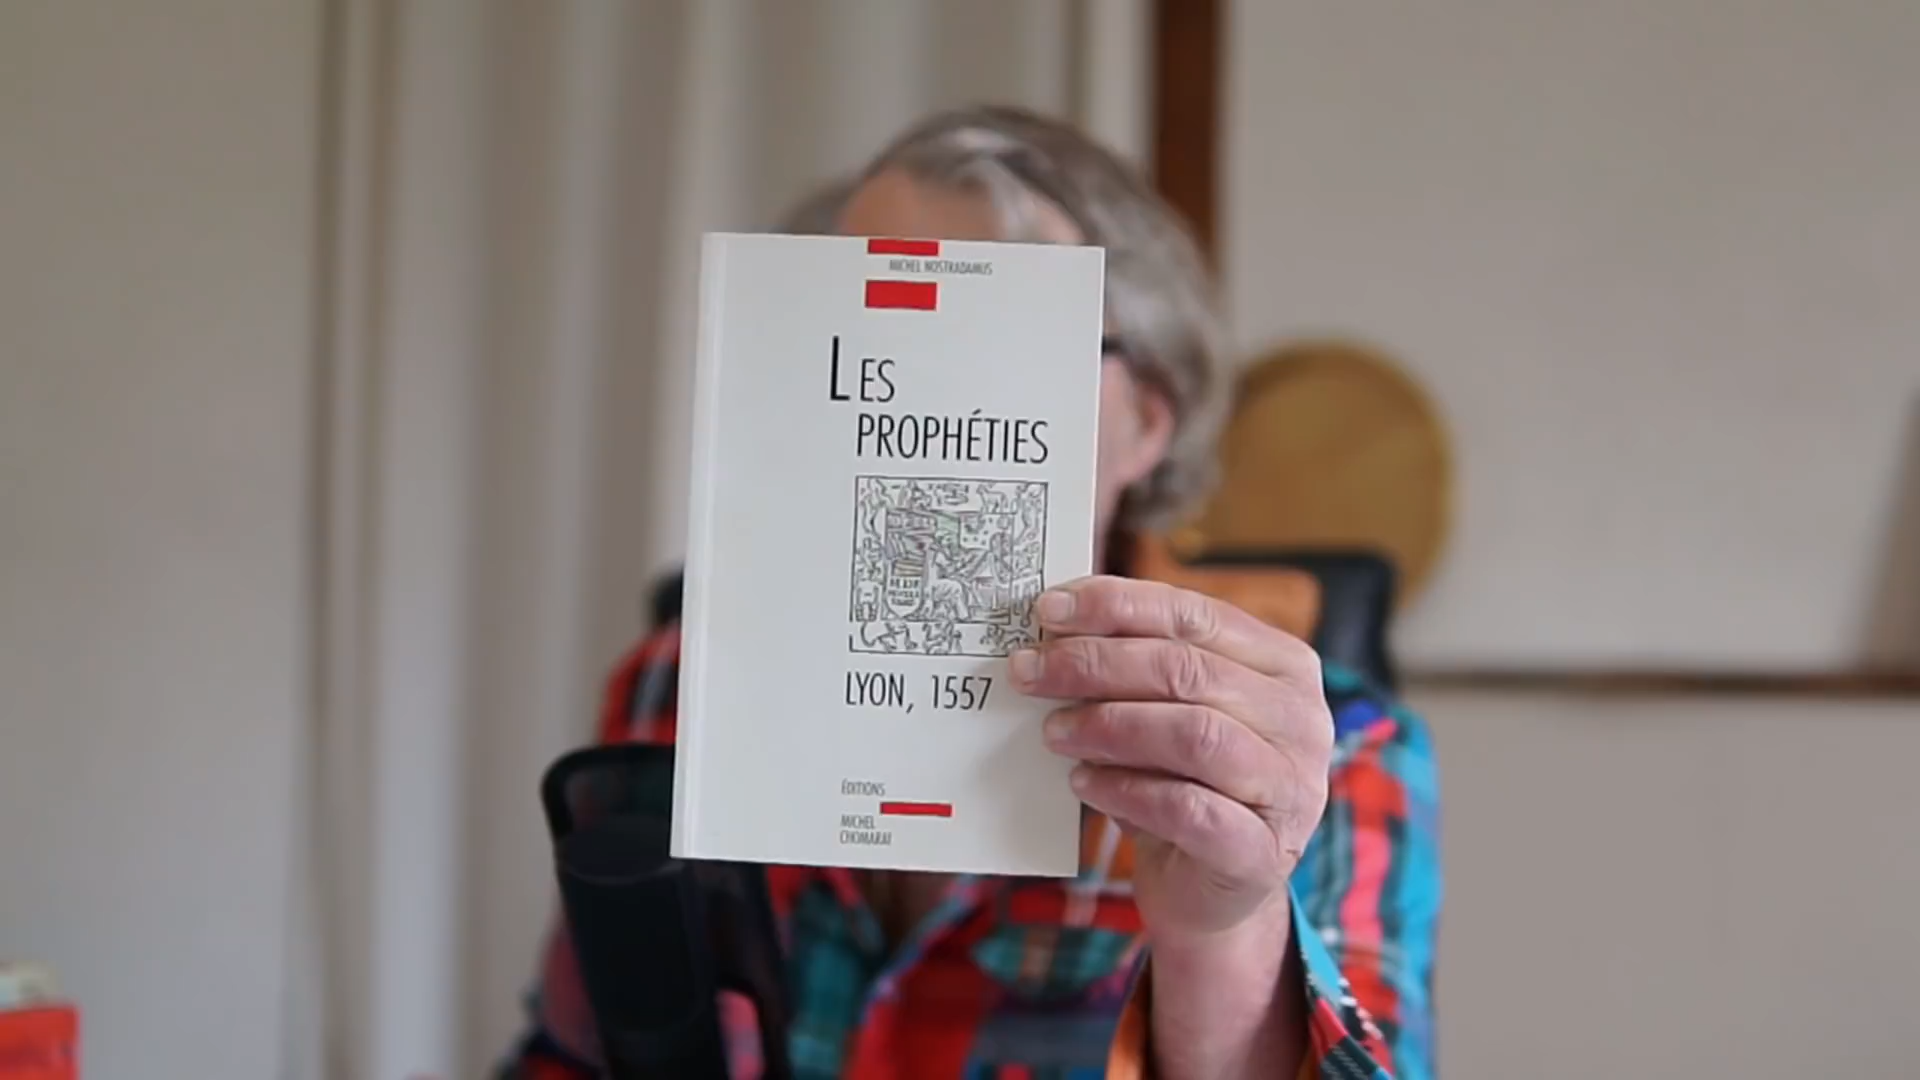 MICHEL NOSTRADAMUS
LES
PROPHÉTIES
LYON, 1557
ÉDITIONS
MICHEL
CHOMARAT